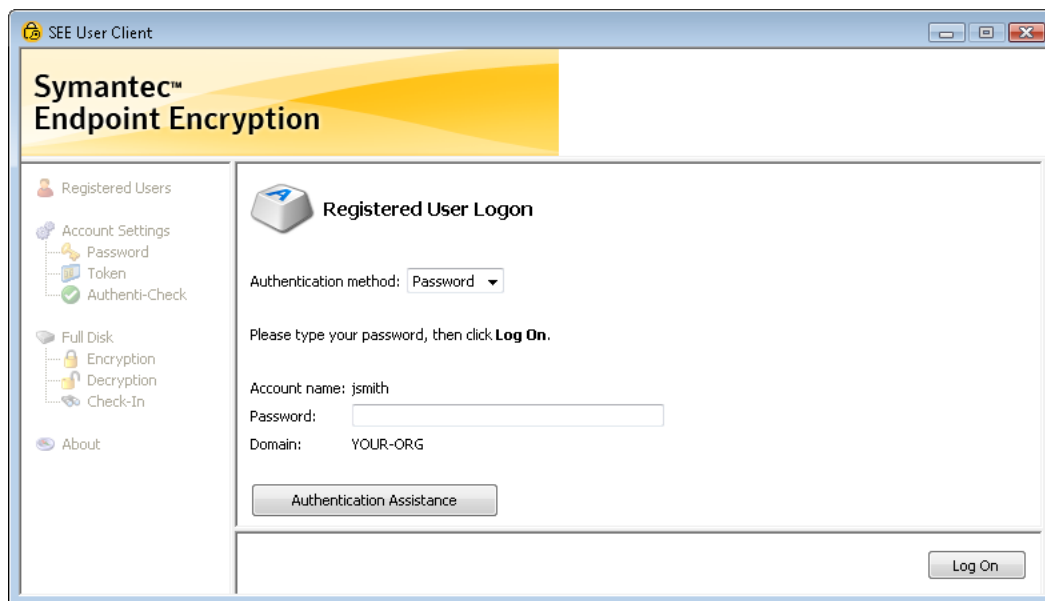 SEE User Client
Symantec™
Endpoint Encryption
Registered Users
Account Settings
Password
Token
Authenti-Check
Full Disk
Encryption
Decryption
Check-In
About
A
Registered User Logon
Authentication method: Password
Please type your password, then click Log On.
Account name: jsmith
Password:
Domain: YOUR-ORG
Authentication Assistance
Log On